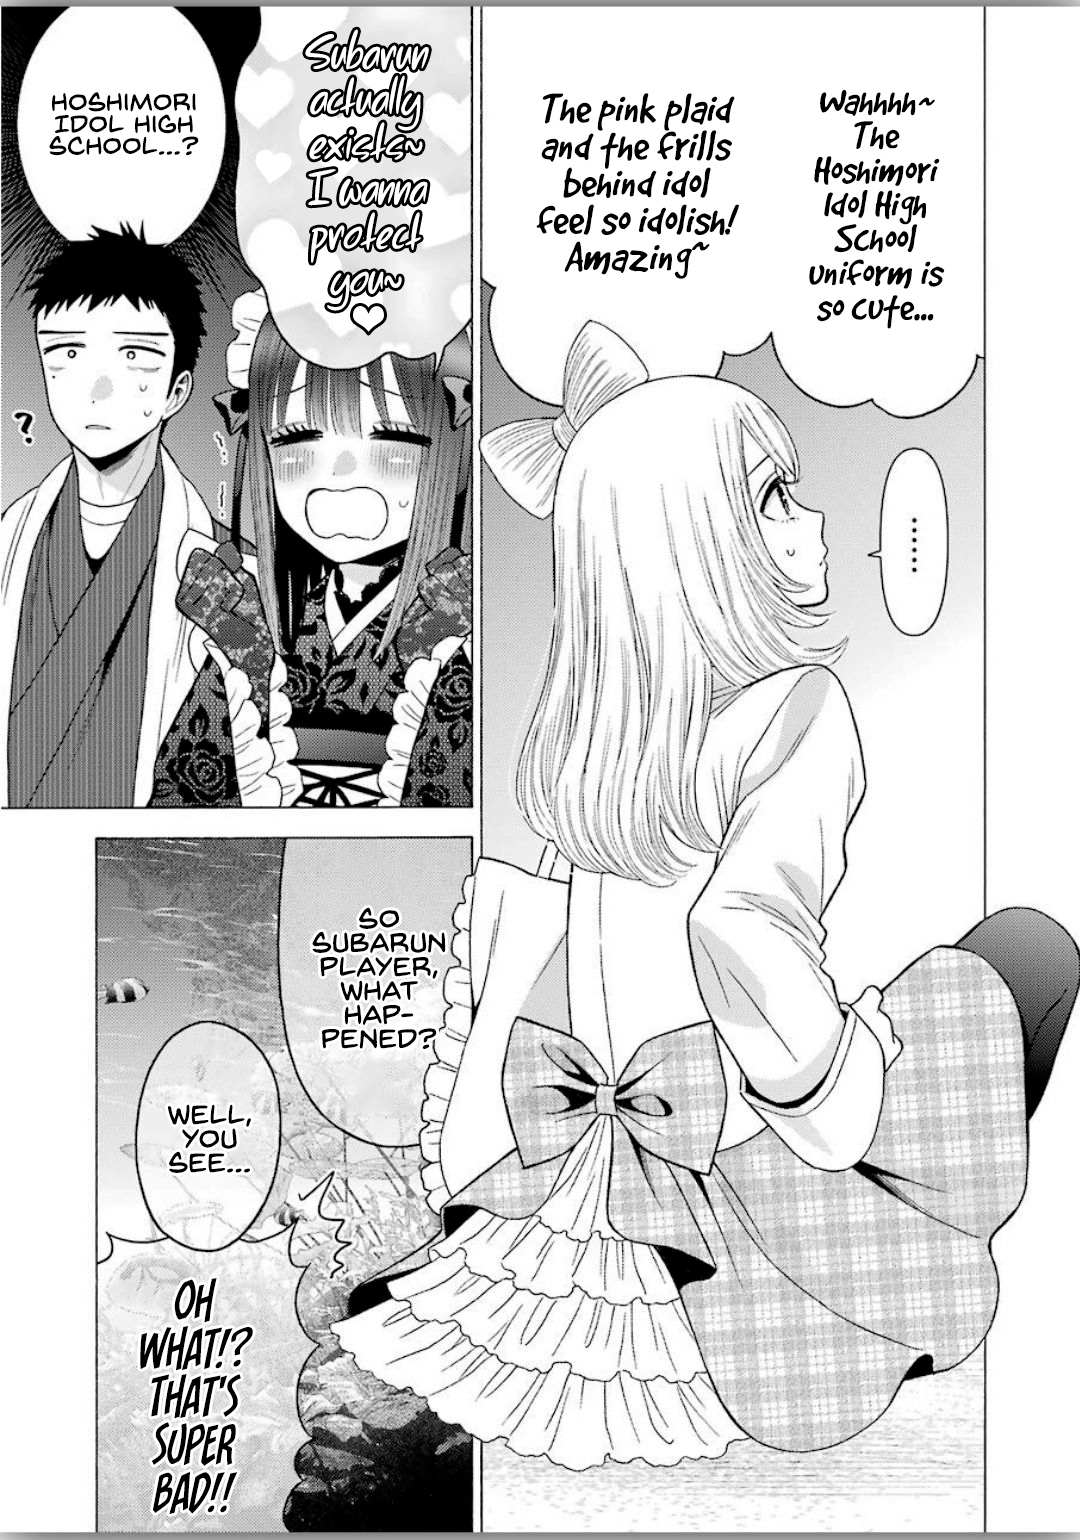 Wahhhh~
The
Hoshimori
Idol High
School
uniform is
so cute...
The pink plaid
and the frills
behind idol
feel so idolish!
Amazing~
......
Subarun
actually
exists~
I wanna
protect
you~
❤
HOSHIMORI
IDOL HIGH
SCHOOL...?
?
SO
SUBARUN
PLAYER,
WHAT
HAP-
PENED?
WELL,
YOU
SEE...
OH
WHAT!?
THAT'S
SUPER
BAD!!